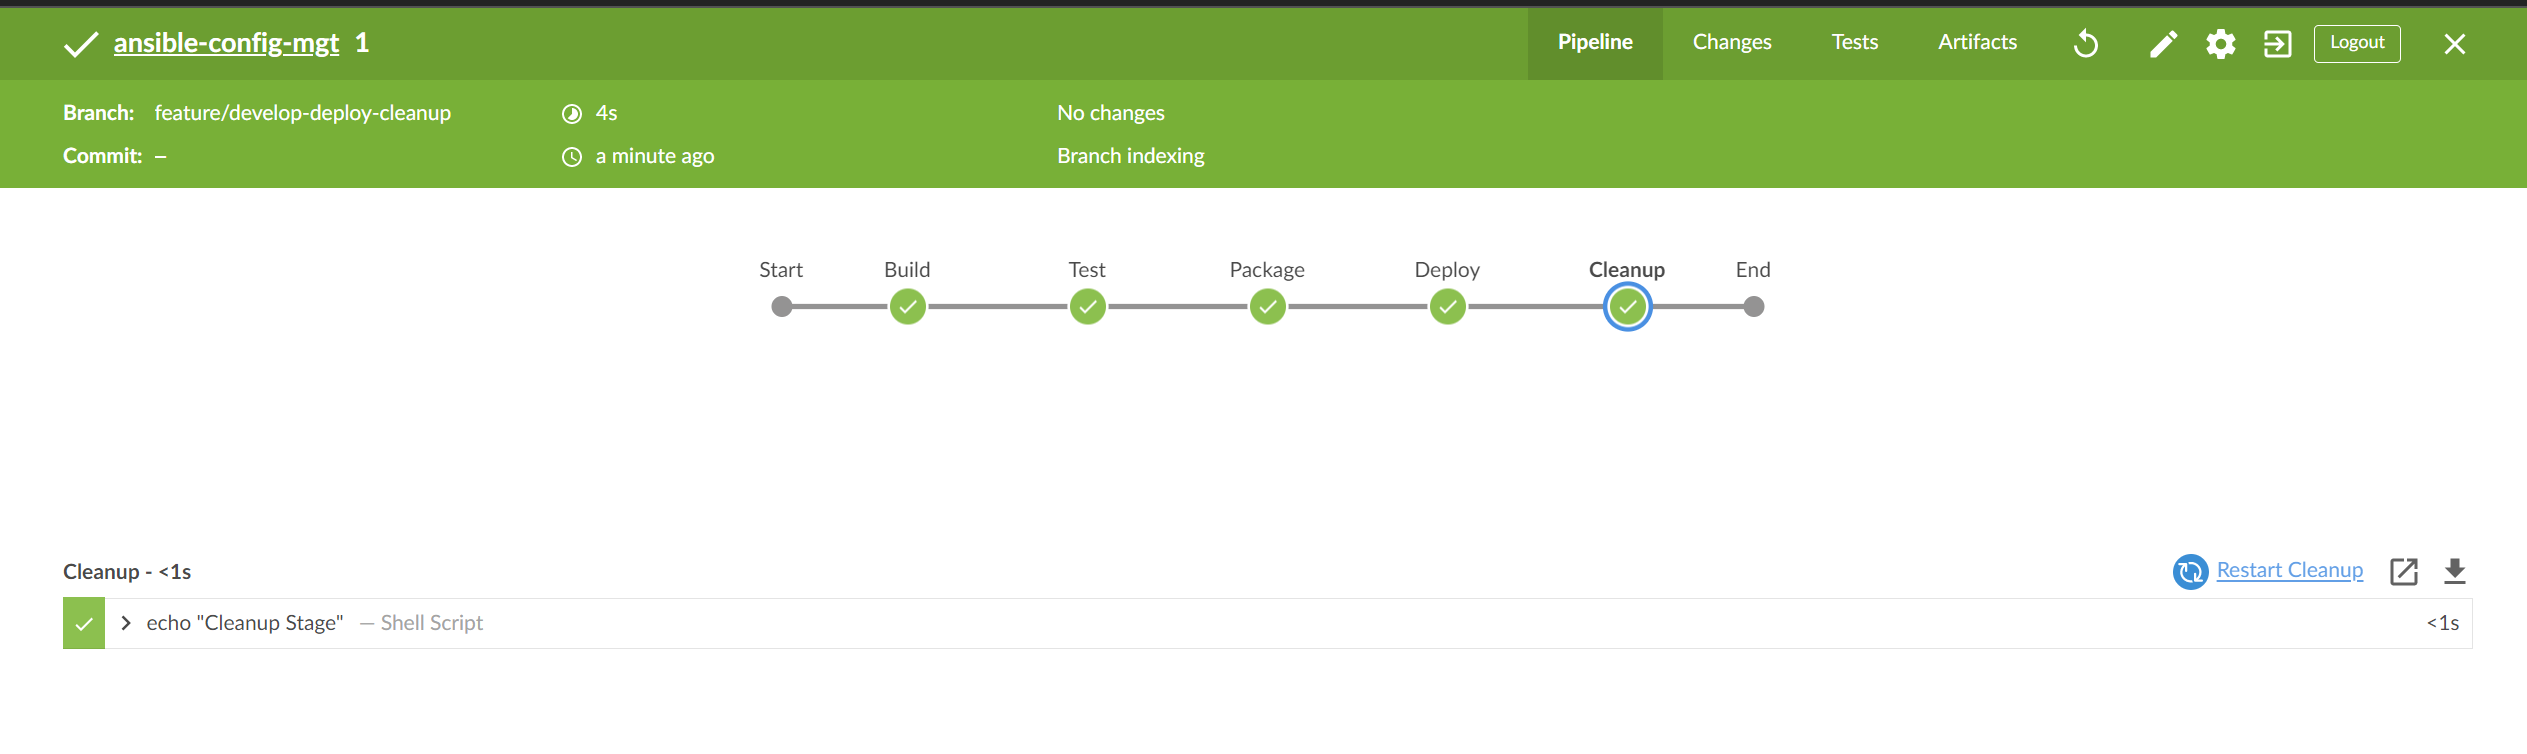 ansible-config-mgt 1
Pipeline Changes Tests Artifacts Logout
Branch: feature/develop-deploy-cleanup 4s No changes
Commit: – a minute ago Branch indexing
Start Build Test Package Deploy Cleanup End
Cleanup - <1s Restart Cleanup
echo "Cleanup Stage" — Shell Script <1s